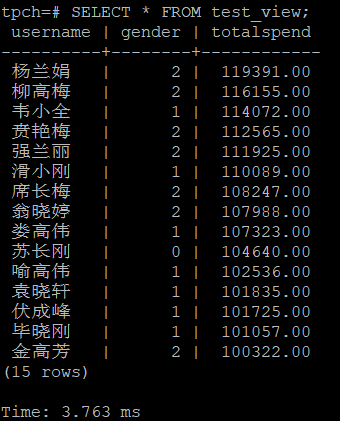 tpch=# SELECT * FROM test_view;
 username | gender | totalspend
----------+--------+------------
 杨兰娟   |      2 |  119391.00
 柳高梅   |      2 |  116155.00
 韦小全   |      1 |  114072.00
 贲艳梅   |      2 |  112565.00
 强兰丽   |      2 |  111925.00
 滑小刚   |      1 |  110089.00
 席长梅   |      2 |  108247.00
 翁晓婷   |      2 |  107988.00
 娄高伟   |      1 |  107323.00
 苏长刚   |      0 |  104640.00
 喻高伟   |      1 |  102536.00
 袁晓轩   |      1 |  101835.00
 伏成峰   |      1 |  101725.00
 毕晓刚   |      1 |  101057.00
 金高芳   |      2 |  100322.00
(15 rows)
Time: 3.763 ms